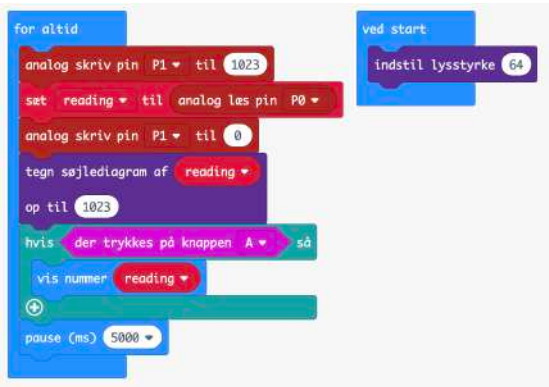 for altid
analog skriv pin P1 til 1023
sæt reading til analog læs pin P0
analog skriv pin P1 til 0
tegn søjlediagram af reading
op til 1023
hvis der trykkes på knappen A så
vis nummer reading
pause (ms) 5000
ved start
indstil lysstyrke 64